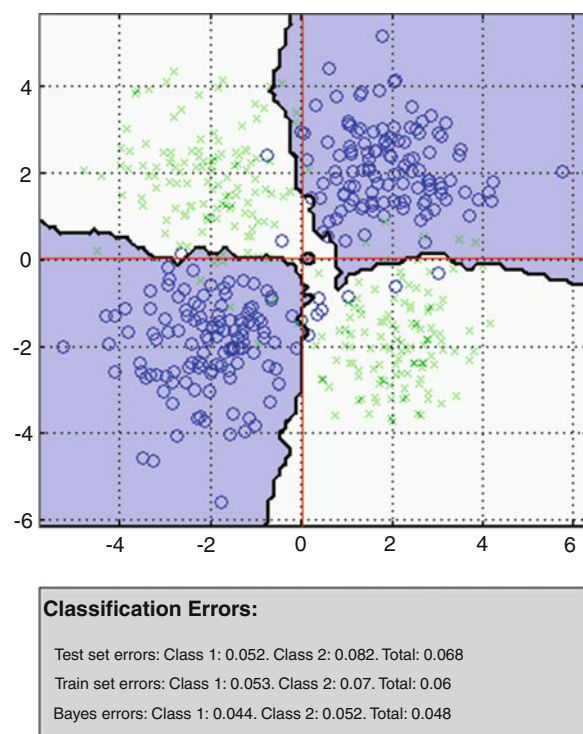 4
2
0
-2
-4
-6
-4 -2 0 2 4 6
Classification Errors:
Test set errors: Class 1: 0.052. Class 2: 0.082. Total: 0.068
Train set errors: Class 1: 0.053. Class 2: 0.07. Total: 0.06
Bayes errors: Class 1: 0.044. Class 2: 0.052. Total: 0.048